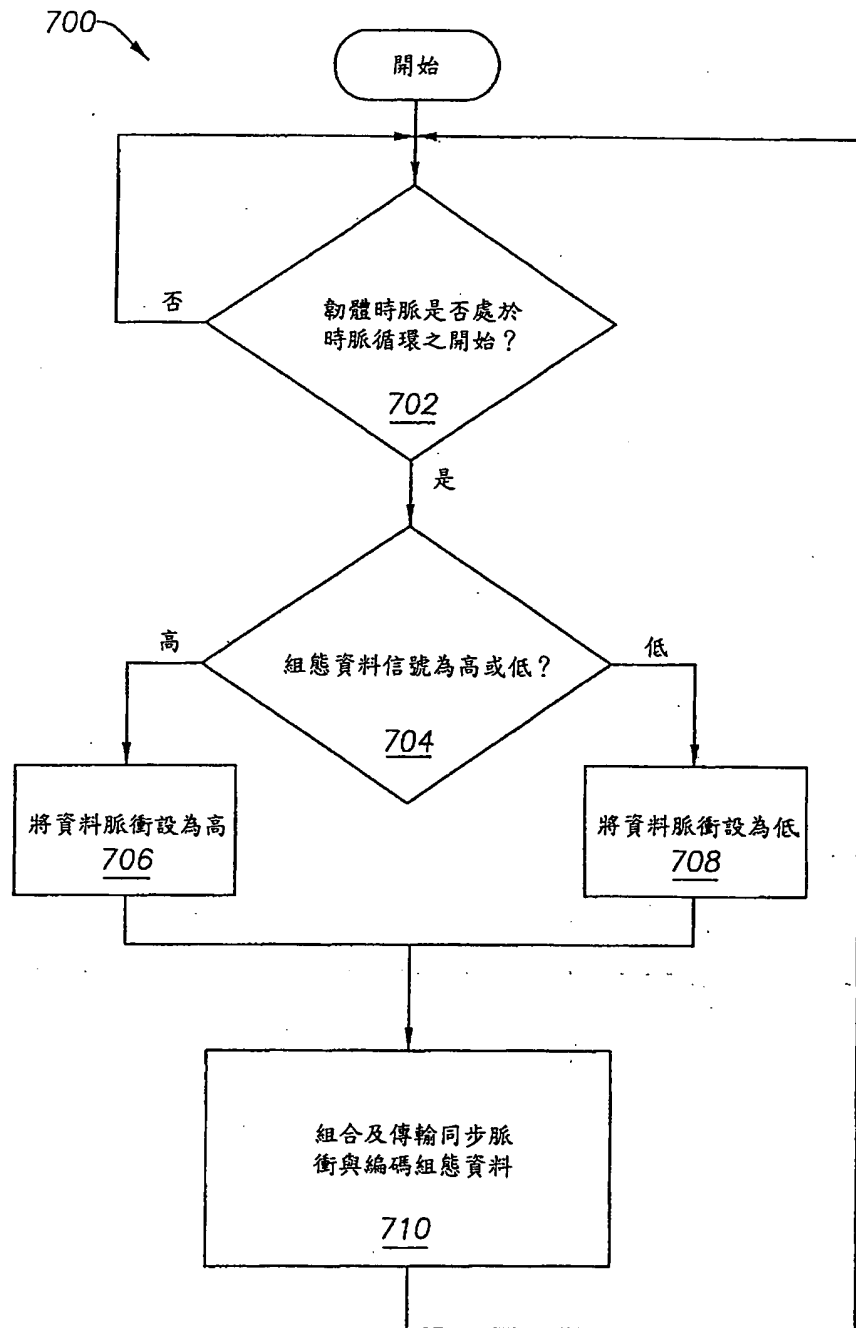 700
開始
否
韌體時脈是否處於
時脈循環之開始?
702
是
高
組態資料信號為高或低?
低
704
將資料脈衝設為高
706
將資料脈衝設為低
708
組合及傳輸同步脈
衝與編碼組態資料
710